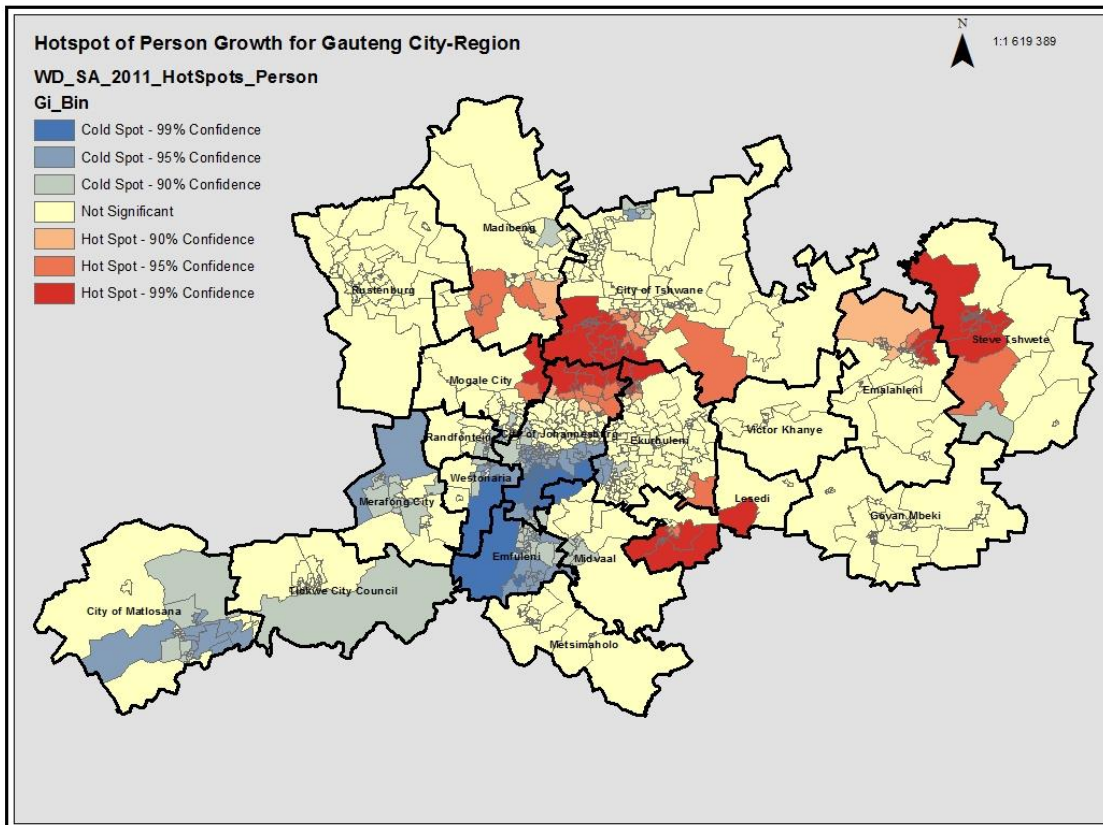 Hotspot of Person Growth for Gauteng City-Region
N
1:1 619 389
WD_SA_2011_HotSpots_Person
Gi_Bin
Cold Spot - 99% Confidence
Cold Spot - 95% Confidence
Cold Spot - 90% Confidence
Not Significant
Hot Spot - 90% Confidence
Hot Spot - 95% Confidence
Hot Spot - 99% Confidence
Madibeng
Rustenburg
City of Tshwane
Steve Tshwete
Mogale City
Emalahleni
Randfontein
City of Johannesburg
Ekurhuleni
Victor Khanye
Westonaria
Merafong City
Lesedi
Govan Mbeki
Emfuleni
Midvaal
Tlokwe City Council
City of Matlosana
Metsimaholo